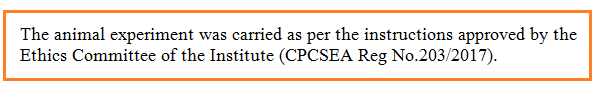 The animal experiment was carried as per the instructions approved by the
Ethics Committee of the Institute (CPCSEA Reg No.203/2017).